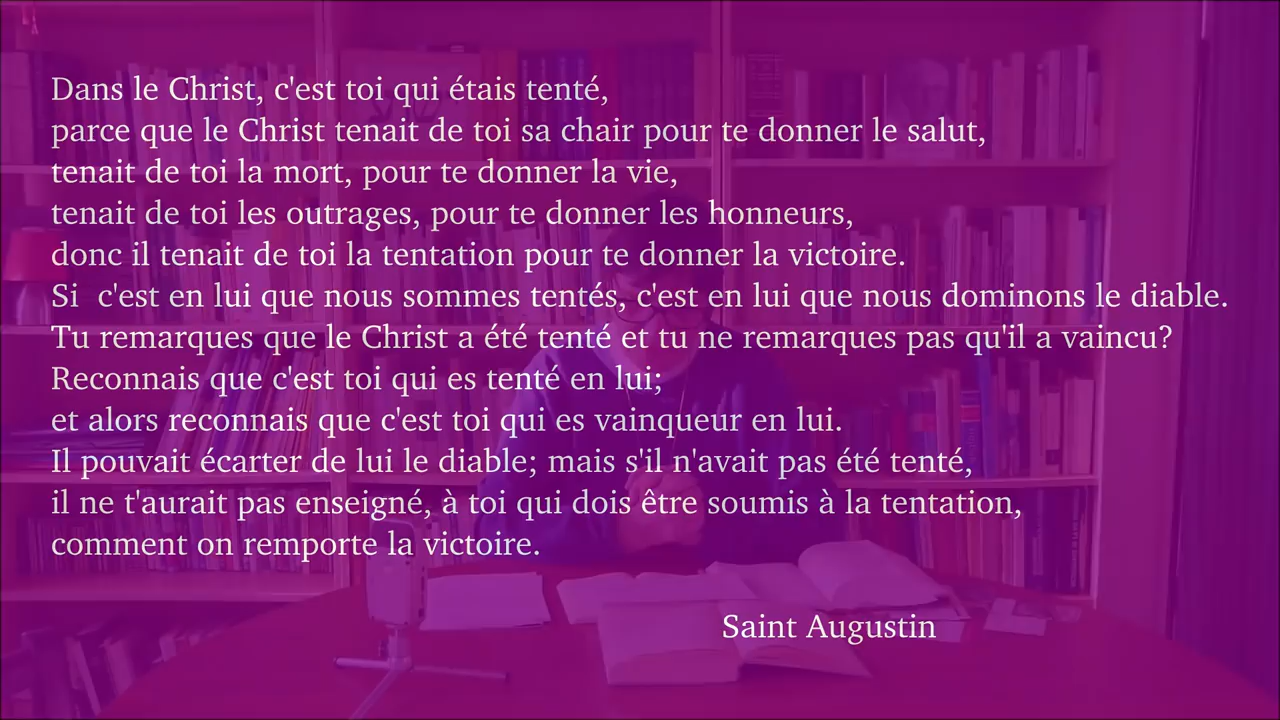 Dans le Christ, c'est toi qui étais tenté,
parce que le Christ tenait de toi sa chair pour te donner le salut,
tenait de toi la mort, pour te donner la vie,
tenait de toi les outrages, pour te donner les honneurs,
donc il tenait de toi la tentation pour te donner la victoire.
Si  c'est en lui que nous sommes tentés, c'est en lui que nous dominons le diable.
Tu remarques que le Christ a été tenté et tu ne remarques pas qu'il a vaincu?
Reconnais que c'est toi qui es tenté en lui;
et alors reconnais que c'est toi qui es vainqueur en lui.
Il pouvait écarter de lui le diable; mais s'il n'avait pas été tenté,
il ne t'aurait pas enseigné, à toi qui dois être soumis à la tentation,
comment on remporte la victoire.
Saint Augustin